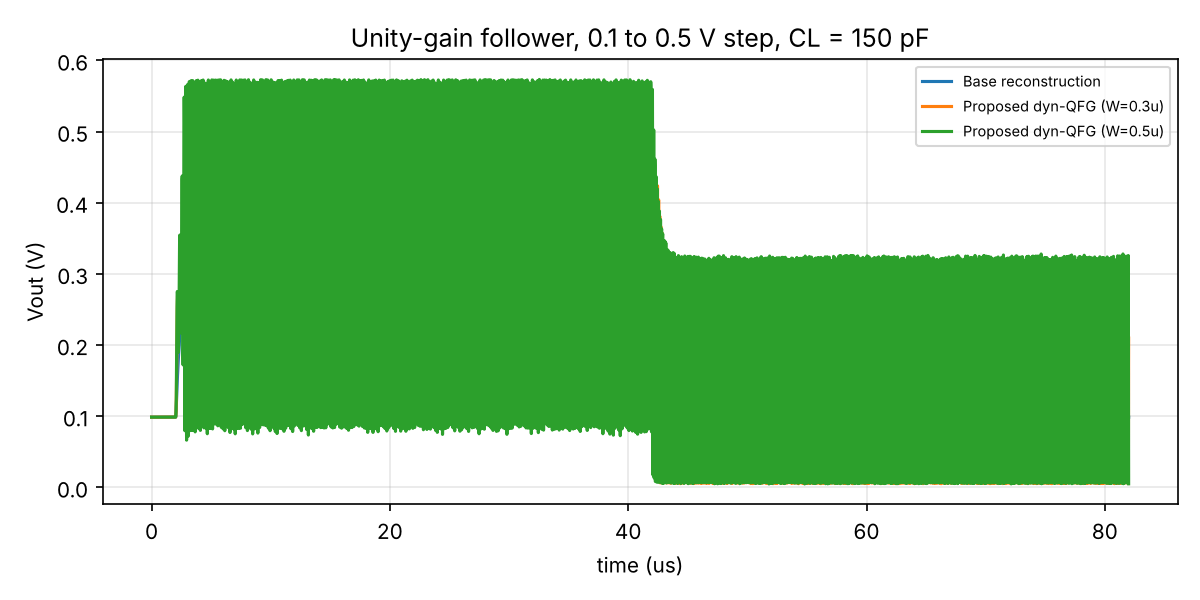 Unity-gain follower, 0.1 to 0.5 V step, CL = 150 pF
Base reconstruction
Proposed dyn-QFG (W=0.3u)
Proposed dyn-QFG (W=0.5u)
Vout (V)
0.6
0.5
0.4
0.3
0.2
0.1
0.0
0 20 40 60 80
time (us)